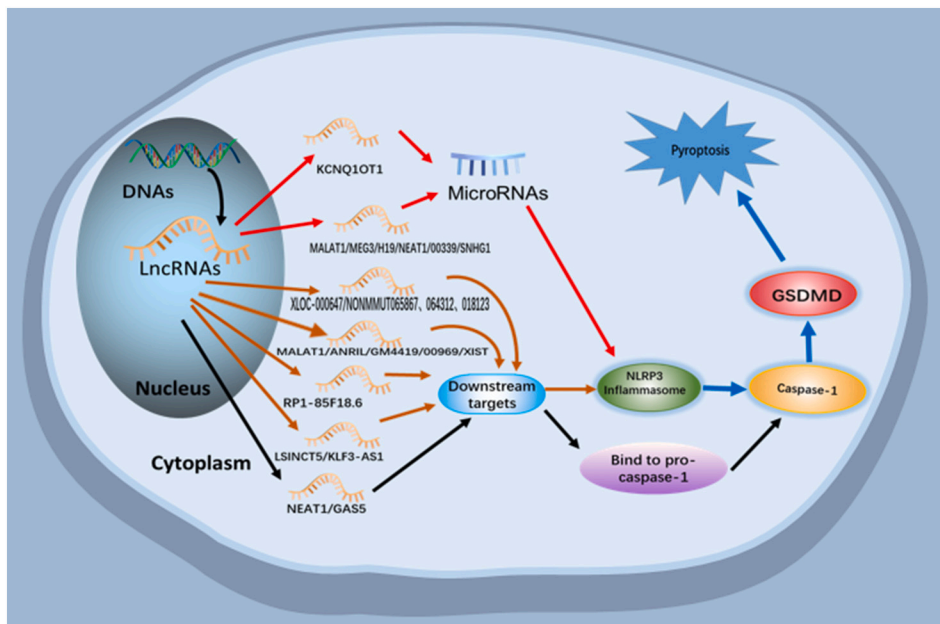 DNAs
LncRNAs
Nucleus
Cytoplasm
KCNQ1OT1
MALAT1/MEG3/H19/NEAT1/00339/SNHG1
XLOC-000647/NONMMUT065867、064312、018123
MALAT1/ANRIL/GM4419/00969/XIST
RP1-85F18.6
LSINCT5/KLF3-AS1
NEAT1/GAS5
MicroRNAs
Downstream
targets
NLRP3
Inflammasome
Bind to pro-
caspase-1
Caspase-1
GSDMD
Pyroptosis